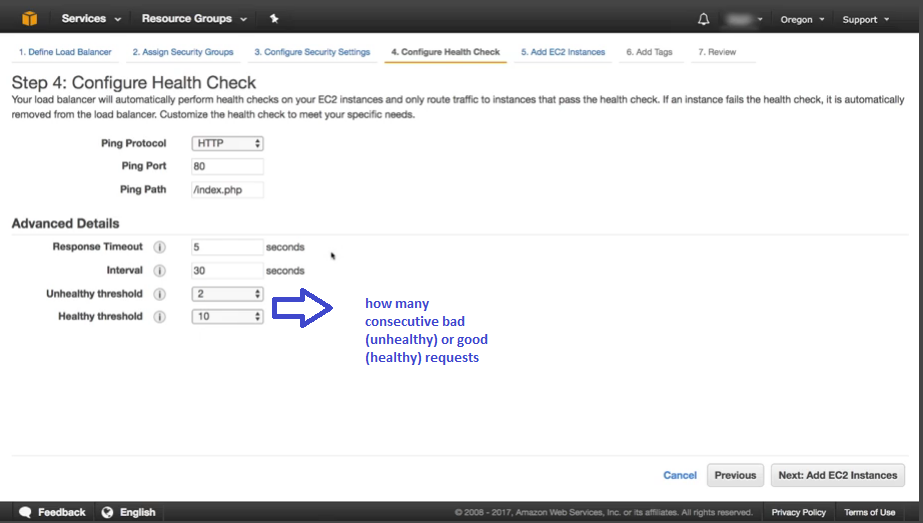 Services
Resource Groups
Oregon
Support
1. Define Load Balancer
2. Assign Security Groups
3. Configure Security Settings
4. Configure Health Check
5. Add EC2 Instances
6. Add Tags
7. Review
Step 4: Configure Health Check
Your load balancer will automatically perform health checks on your EC2 instances and only route traffic to instances that pass the health check. If an instance fails the health check, it is automatically
removed from the load balancer. Customize the health check to meet your specific needs.
Ping Protocol HTTP
Ping Port 80
Ping Path /index.php
Advanced Details
Response Timeout i 5 seconds
Interval i 30 seconds
Unhealthy threshold i 2
Healthy threshold i 10
how many
consecutive bad
(unhealthy) or good
(healthy) requests
Cancel
Previous
Next: Add EC2 Instances
Feedback
English
© 2008 - 2017, Amazon Web Services, Inc. or its affiliates. All rights reserved.
Privacy Policy
Terms of Use